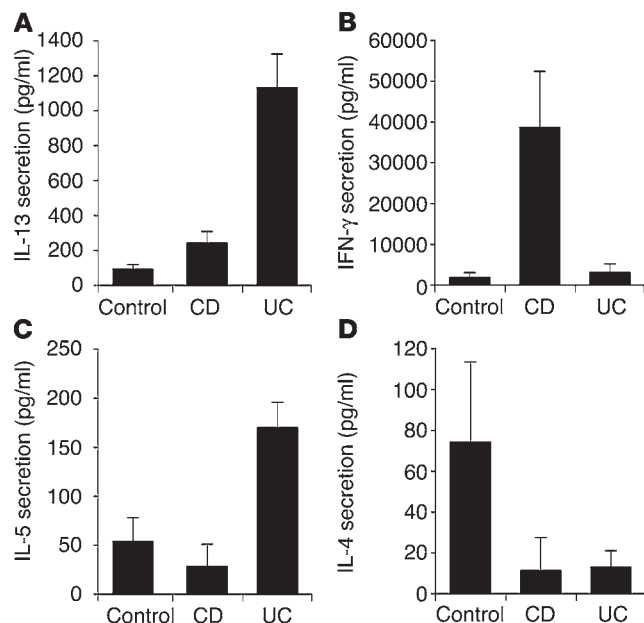 A
IL-13 secretion (pg/ml)
1400
1200
1000
800
600
400
200
0
Control CD UC
B
IFN-γ secretion (pg/ml)
60000
50000
40000
30000
20000
10000
0
Control CD UC
C
IL-5 secretion (pg/ml)
250
200
150
100
50
0
Control CD UC
D
IL-4 secretion (pg/ml)
120
100
80
60
40
20
0
Control CD UC